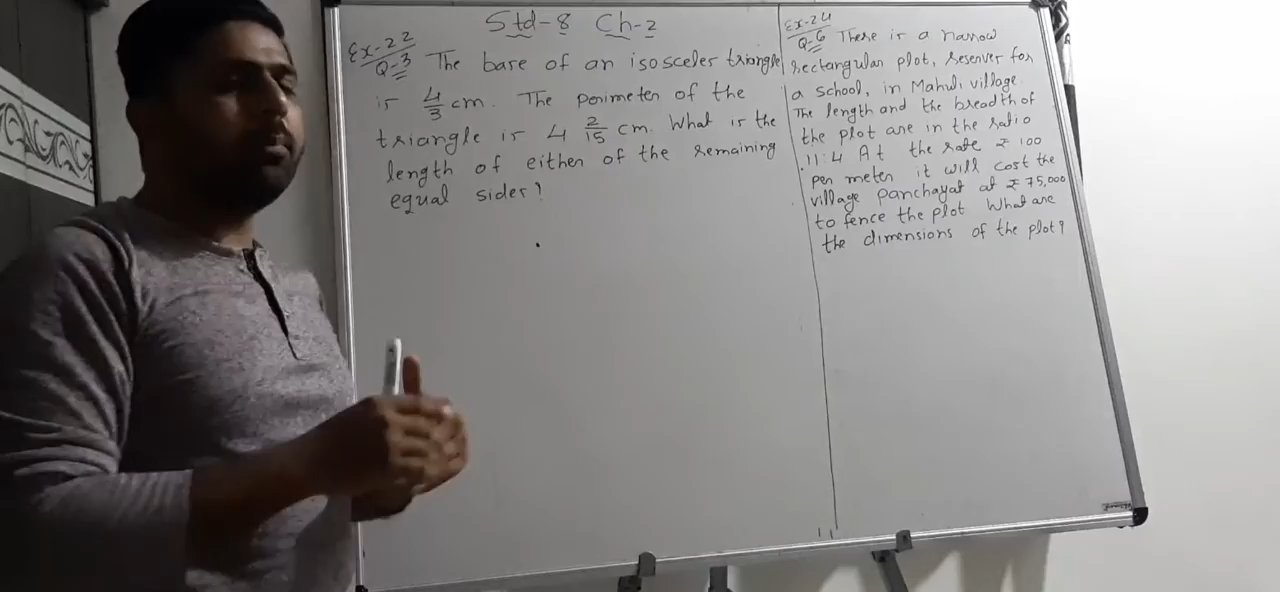 Std-8 Ch-2
Ex-2.2
Q-3 The base of an isosceles triangle
is 4/3 cm. The perimeter of the
triangle is 4 2/15 cm. What is the
length of either of the remaining
equal sides?
Ex-2.4
Q-6 There is a narrow
rectangular plot, reserver for
a school, in Mahuli village.
The length and the breadth of
the plot are in the ratio
11:4 At the rate ₹ 100
per meter it will cost the
village panchayat at ₹ 75,000
to fence the plot What are
the dimensions of the plot?